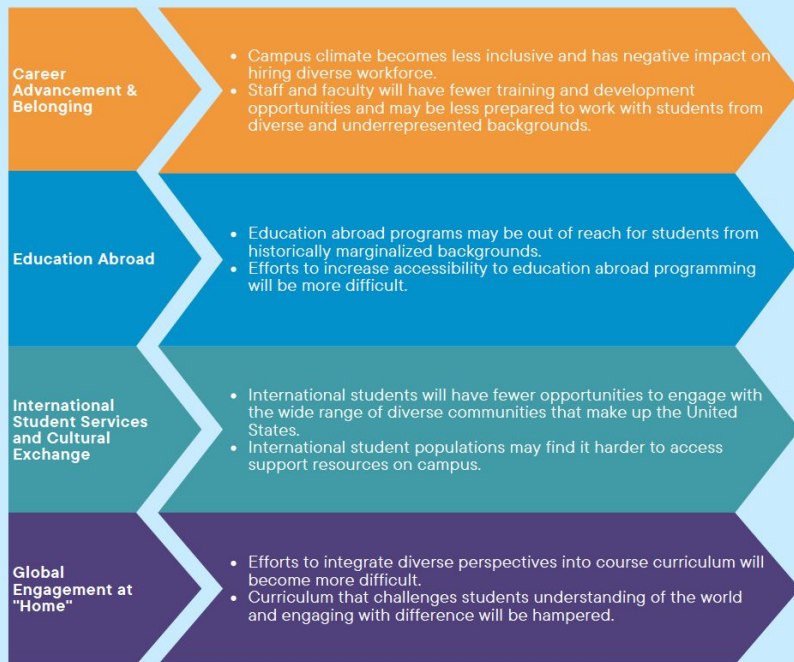 Career
Advancement &
Belonging
• Campus climate becomes less inclusive and has negative impact on
hiring diverse workforce.
• Staff and faculty will have fewer training and development
opportunities and may be less prepared to work with students from
diverse and underrepresented backgrounds.
Education Abroad
• Education abroad programs may be out of reach for students from
historically marginalized backgrounds.
• Efforts to increase accessibility to education abroad programming
will be more difficult.
International
Student Services
and Cultural
Exchange
• International students will have fewer opportunities to engage with
the wide range of diverse communities that make up the United
States.
• International student populations may find it harder to access
support resources on campus.
Global
Engagement at
"Home"
• Efforts to integrate diverse perspectives into course curriculum will
become more difficult.
• Curriculum that challenges students understanding of the world
and engaging with difference will be hampered.